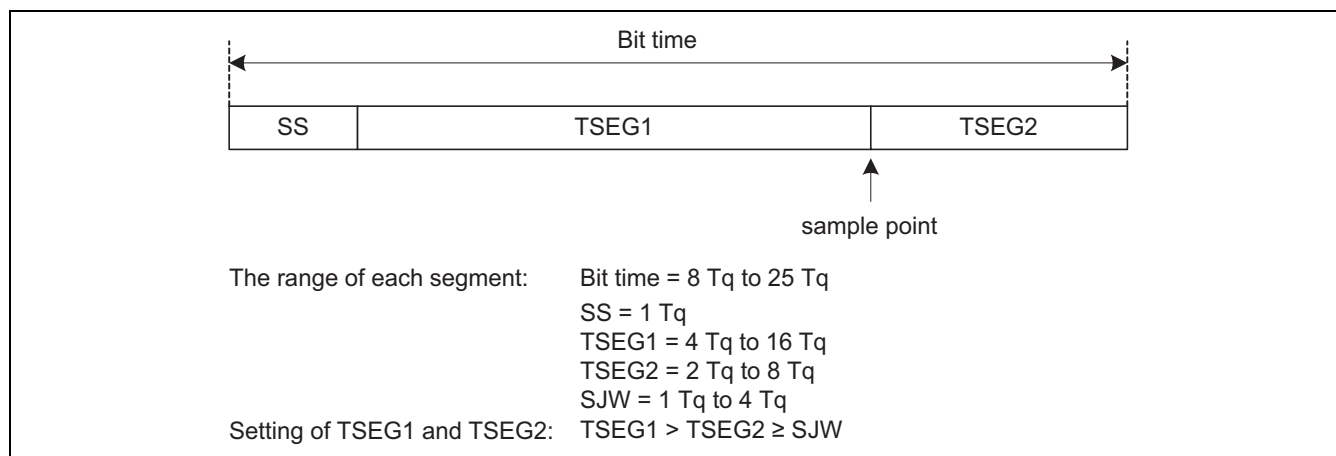 Bit time
SS TSEG1 TSEG2
sample point
The range of each segment: Bit time = 8 Tq to 25 Tq
SS = 1 Tq
TSEG1 = 4 Tq to 16 Tq
TSEG2 = 2 Tq to 8 Tq
SJW = 1 Tq to 4 Tq
Setting of TSEG1 and TSEG2: TSEG1 > TSEG2 ≥ SJW